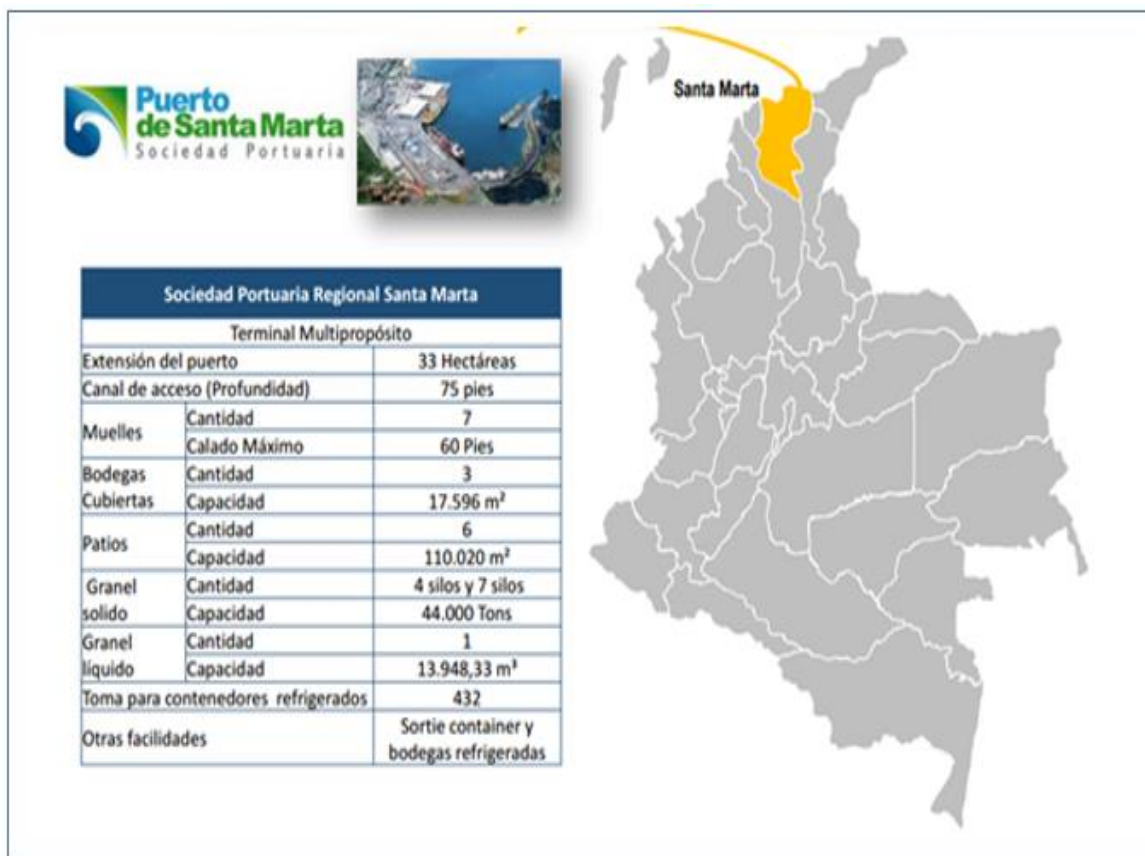 Puerto
de Santa Marta
Sociedad Portuaria
Santa Marta
Sociedad Portuaria Regional Santa Marta
Terminal Multipropósito
Extensión del puerto 33 Hectáreas
Canal de acceso (Profundidad) 75 pies
Muelles Cantidad 7
Calado Máximo 60 Pies
Bodegas Cubiertas Cantidad 3
Capacidad 17.596 m²
Patios Cantidad 6
Capacidad 110.020 m²
Granel solido Cantidad 4 silos y 7 silos
Capacidad 44.000 Tons
Granel líquido Cantidad 1
Capacidad 13.948,33 m³
Toma para contenedores refrigerados 432
Otras facilidades Sortie container y
bodegas refrigeradas